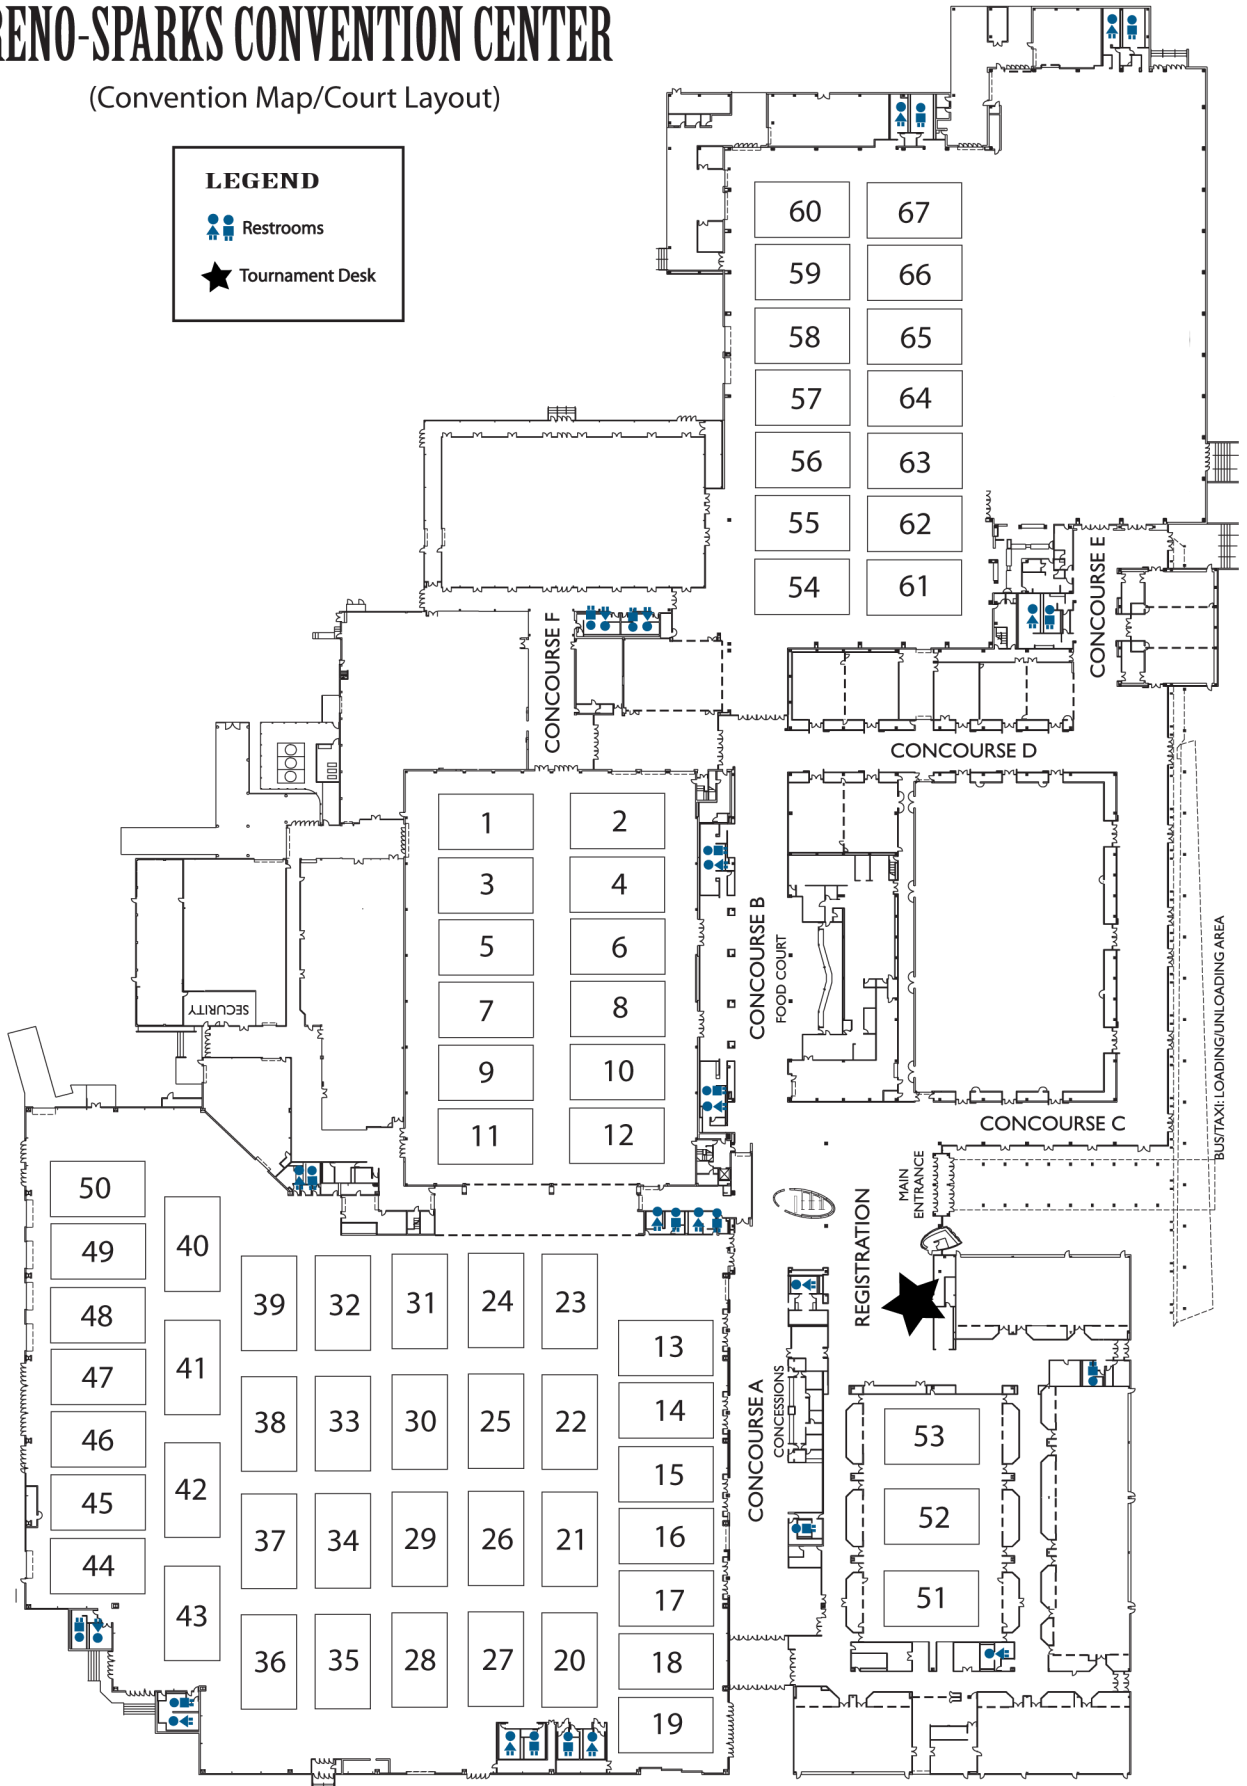 RENO-SPARKS CONVENTION CENTER
(Convention Map/Court Layout)
LEGEND
Restrooms
Tournament Desk
60 67
59 66
58 65
57 64
56 63
55 62
54 61
CONCOURSE E
CONCOURSE F
CONCOURSE D
1 2
3 4
5 6
7 8
9 10
11 12
CONCOURSE B
FOOD COURT
SECURITY
BUS/TAXI: LOADING/UNLOADING AREA
CONCOURSE C
MAIN
ENTRANCE
REGISTRATION
50
49
48
47
46
45
44
40
41
42
43
39 32 31 24 23
38 33 30 25 22
37 34 29 26 21
36 35 28 27 20
13
14
15
16
17
18
19
CONCOURSE A
CONCESSIONS
53
52
51